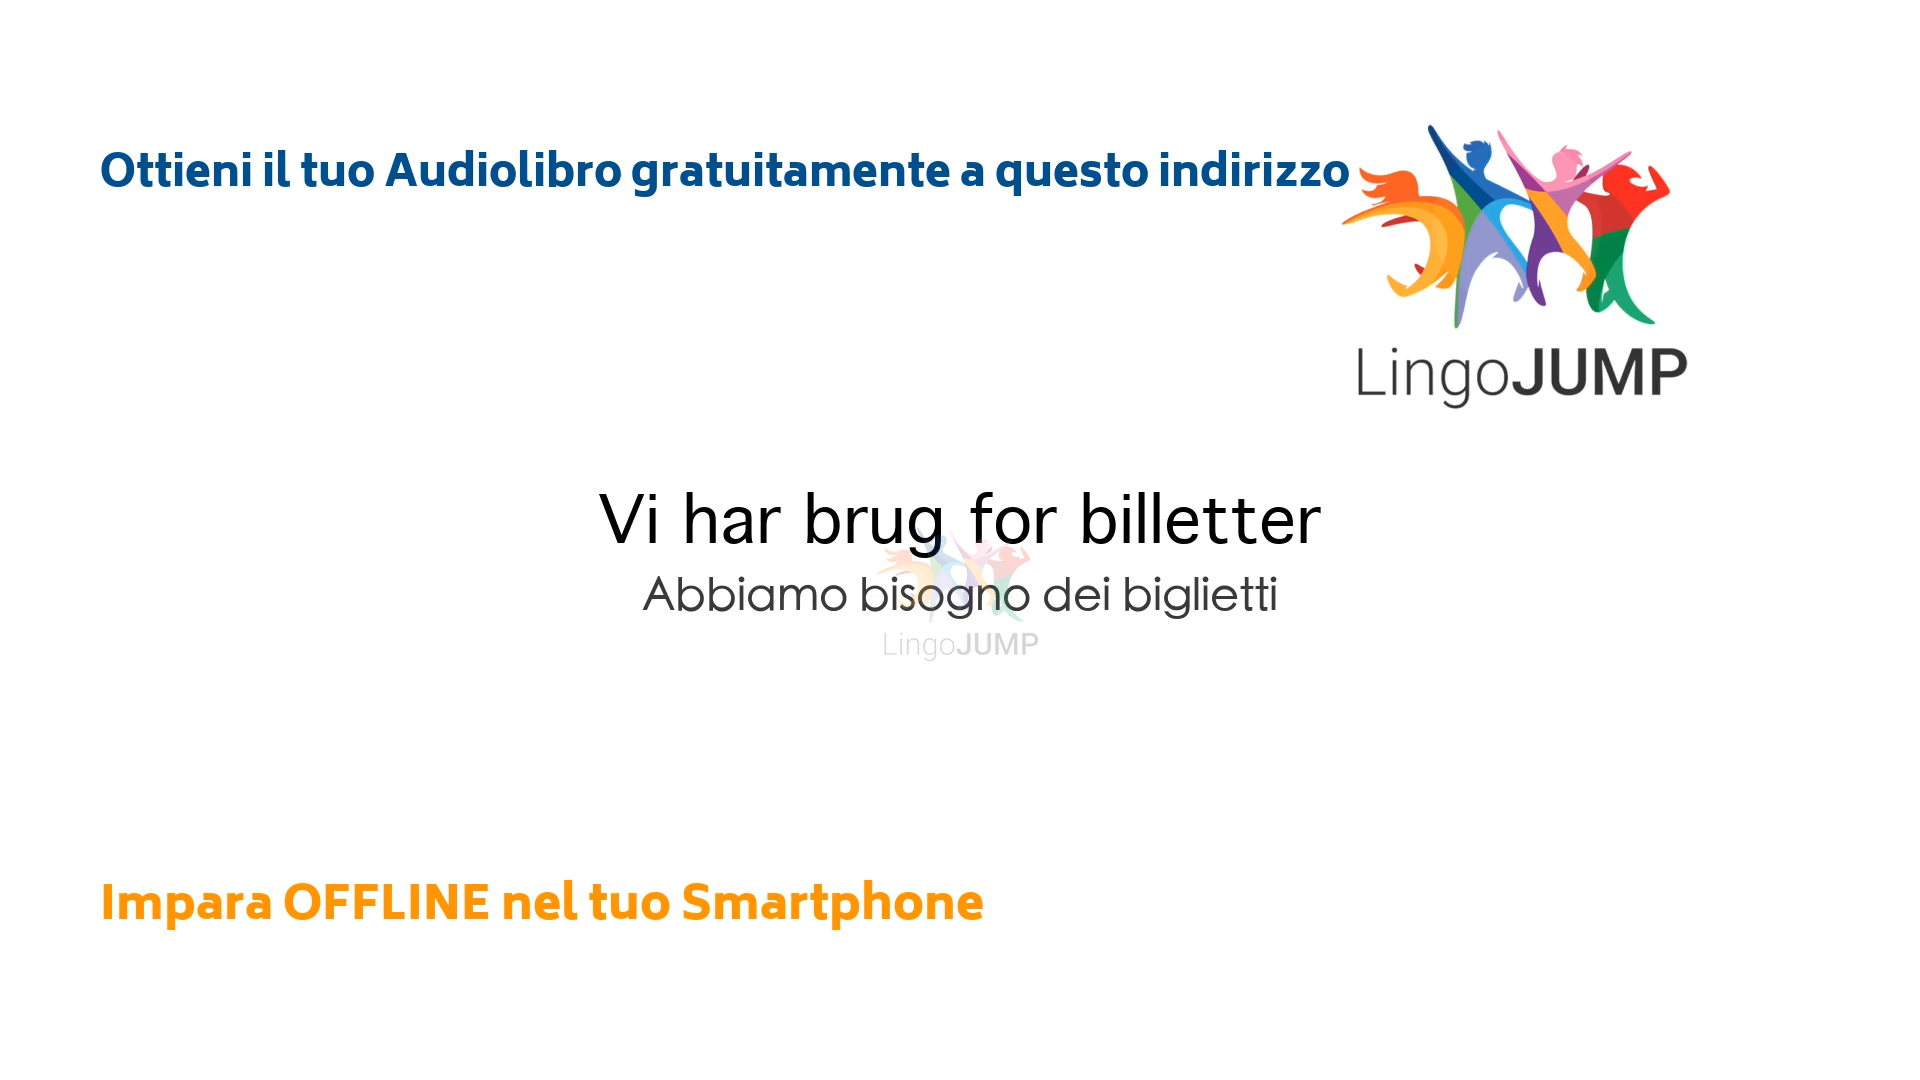 Ottieni il tuo Audiolibro gratuitamente a questo indirizzo
LingoJUMP
Vi har brug for billetter
Abbiamo bisogno dei biglietti
LingoJUMP
Impara OFFLINE nel tuo Smartphone